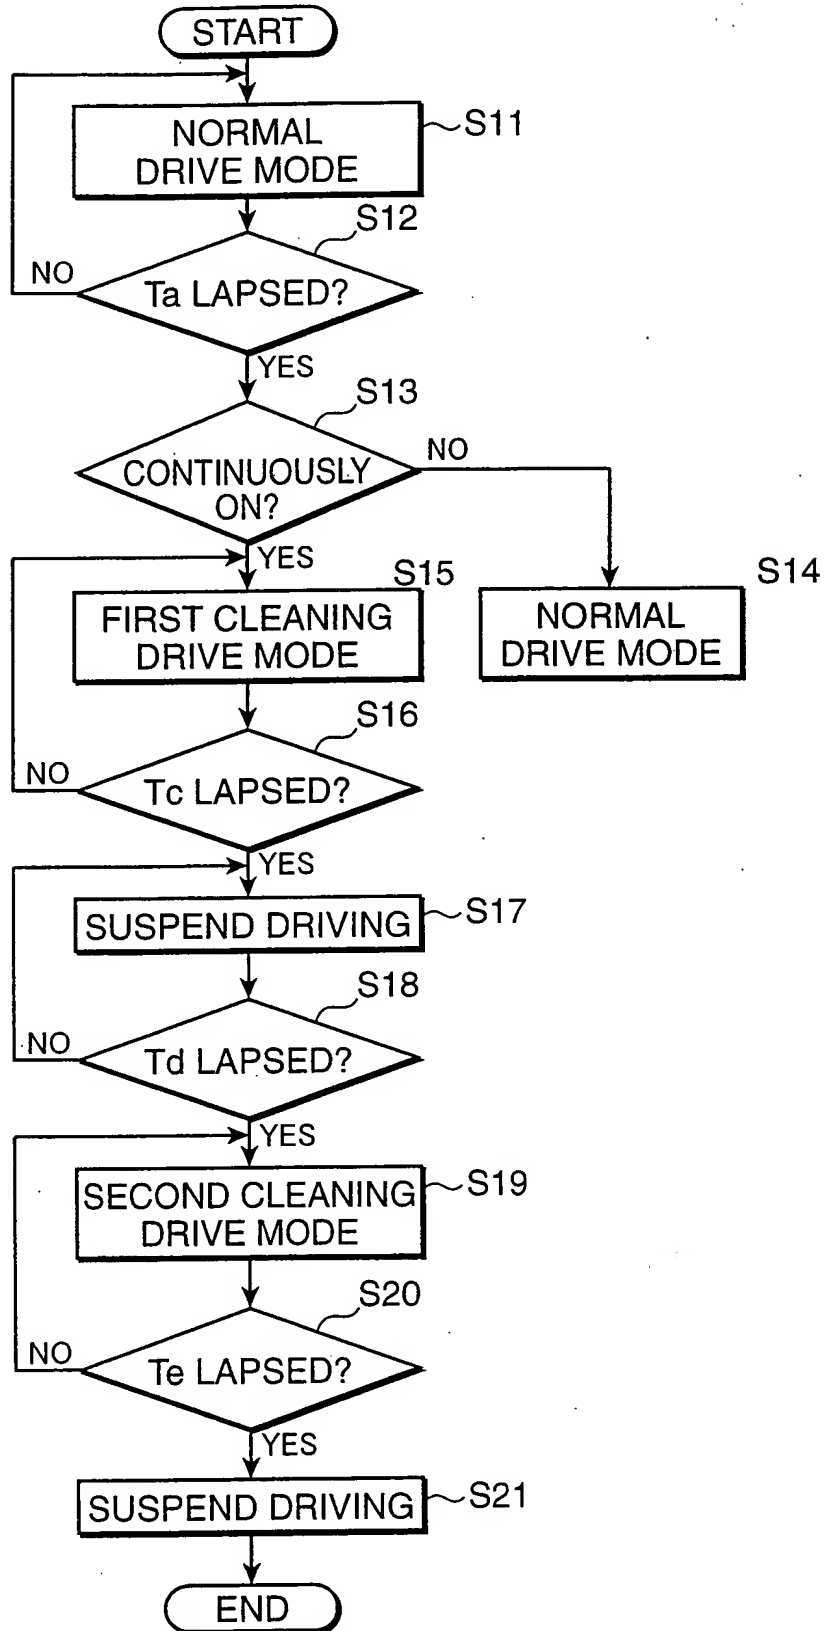 START
NORMAL
DRIVE MODE
S11
S12
Ta LAPSED?
NO
YES
S13
CONTINUOUSLY
ON?
NO
YES
S15
FIRST CLEANING
DRIVE MODE
S14
NORMAL
DRIVE MODE
S16
Tc LAPSED?
NO
YES
SUSPEND DRIVING
S17
S18
Td LAPSED?
NO
YES
SECOND CLEANING
DRIVE MODE
S19
S20
Te LAPSED?
NO
YES
SUSPEND DRIVING
S21
END